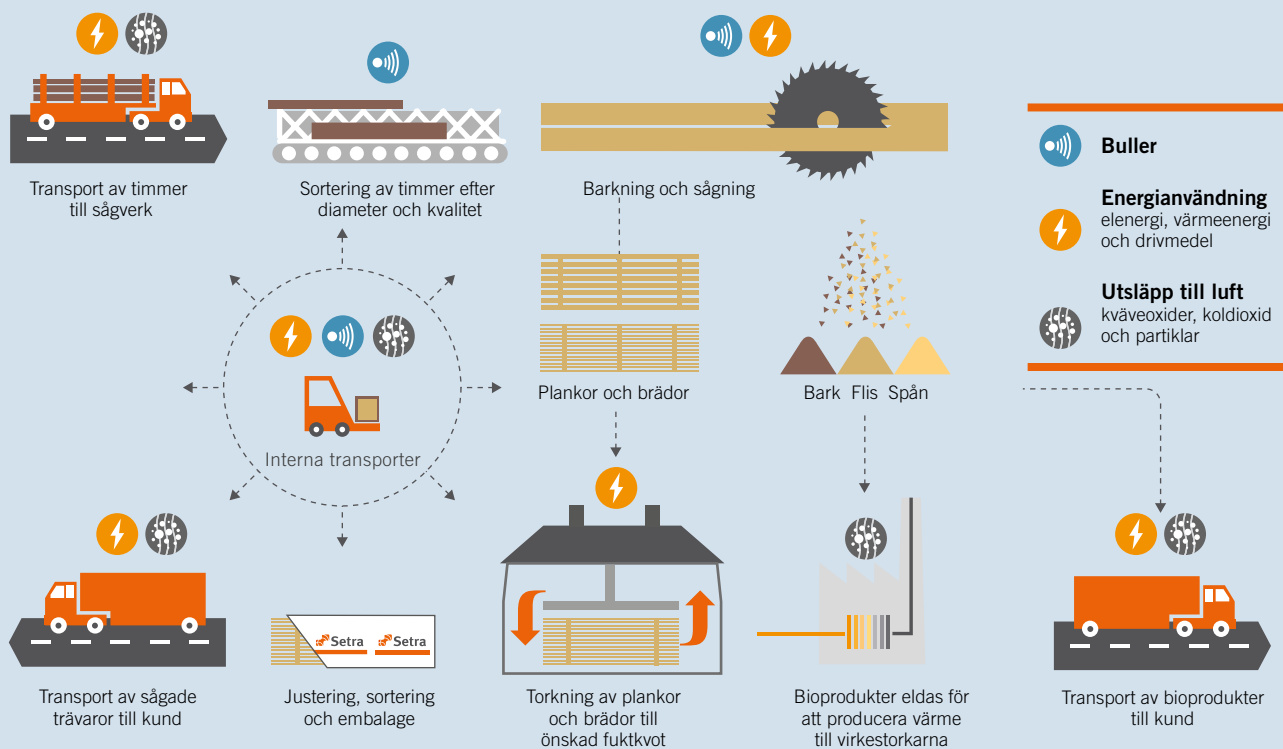 Transport av timmer
till sågverk
Sortering av timmer efter
diameter och kvalitet
Barkning och sågning
Buller
Energianvändning
elenergi, värmeenergi
och drivmedel
Utsläpp till luft
kväveoxider, koldioxid
och partiklar
Interna transporter
Plankor och brädor
Bark Flis Spån
Transport av sågade
trävaror till kund
Setra Setra
Justering, sortering
och embalage
Torkning av plankor
och brädor till
önskad fuktkvot
Bioprodukter eldas för
att producera värme
till virkestorkarna
Transport av bioprodukter
till kund